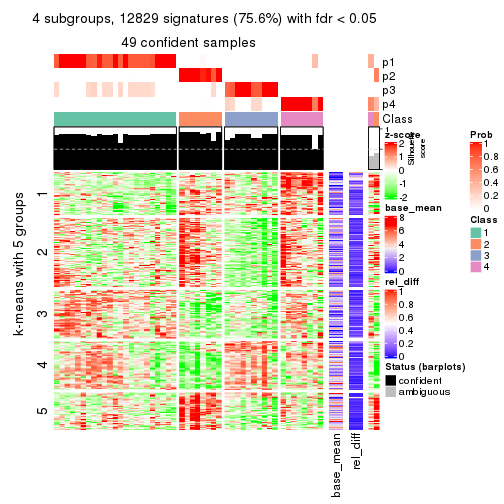 4 subgroups, 12829 signatures (75.6%) with fdr < 0.05
49 confident samples
p1
p2
p3
p4
Class
1
Silhouette
score
z-score
2
1
0
-1
-2
base_mean
8
6
4
2
0
rel_diff
1
0.8
0.6
0.4
0.2
0
Status (barplots)
confident
ambiguous
Prob
1
0.8
0.6
0.4
0.2
0
Class
1
2
3
4
k-means with 5 groups
1
2
3
4
5
base_mean
rel_diff